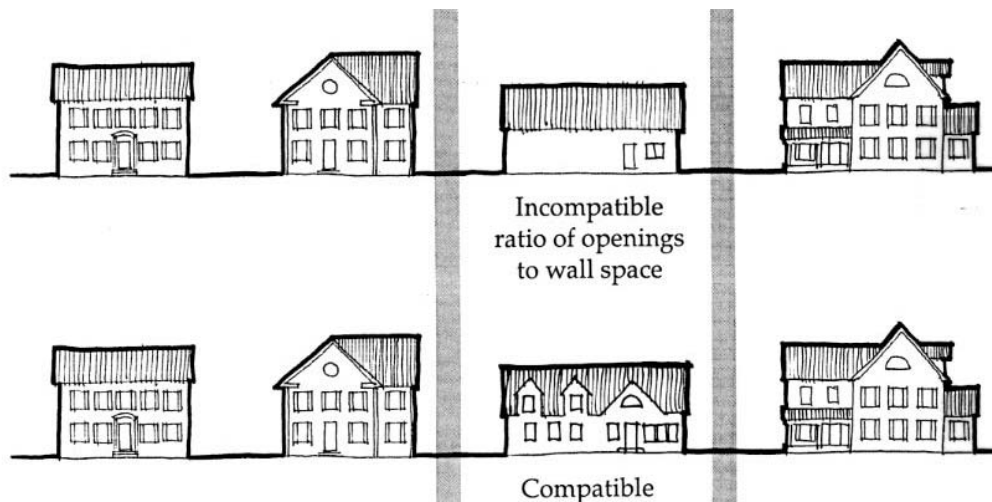 Incompatible
ratio of openings
to wall space
Compatible